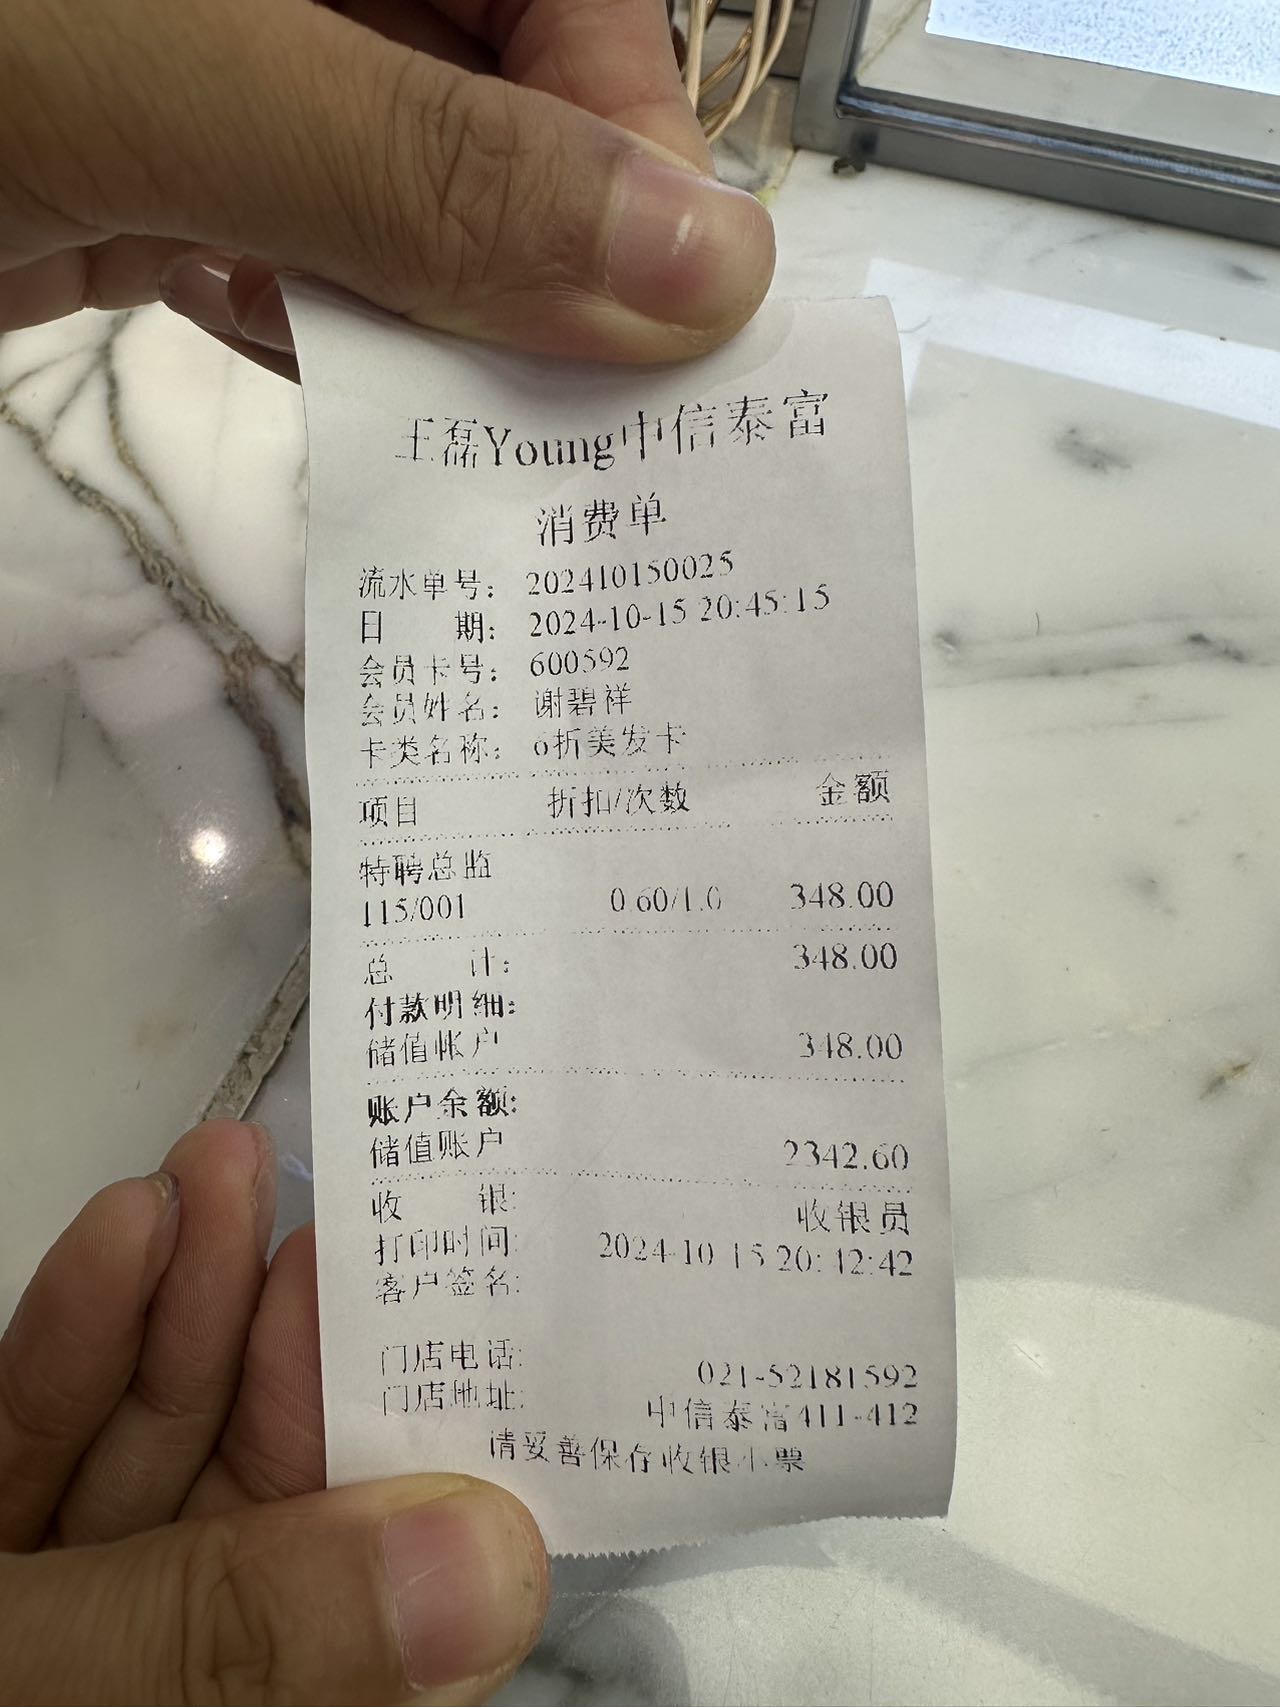 王磊Young中信泰富
消费单
流水单号: 202410150025
日 期: 2024-10-15 20:45:15
会员卡号: 600592
会员姓名: 谢碧祥
卡类名称: 6折美发卡
项目 折扣/次数 金额
特聘总监
115/001 0.60/1.0 348.00
总 计: 348.00
付款明细:
储值帐户 348.00
账户余额:
储值账户 2342.60
收 银: 收银员
打印时间: 2024-10-15 20:42:42
客户签名:
门店电话: 021-52181592
门店地址: 中信泰富411-412
请妥善保存收银小票